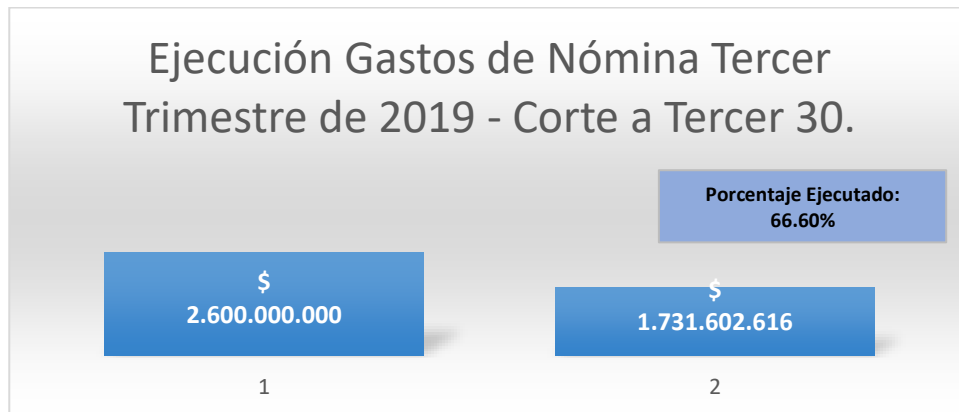 Ejecución Gastos de Nómina Tercer
Trimestre de 2019 - Corte a Tercer 30.
Porcentaje Ejecutado:
66.60%
$
2.600.000.000
$
1.731.602.616
1
2